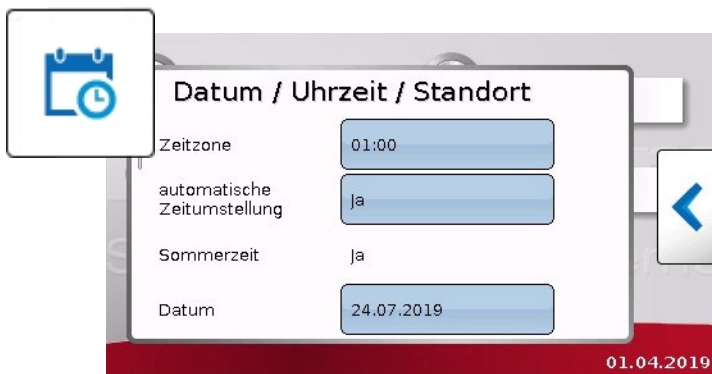 Datum / Uhrzeit / Standort
Zeitzone 01:00
automatische
Zeitumstellung Ja
Sommerzeit Ja
Datum 24.07.2019
01.04.2019